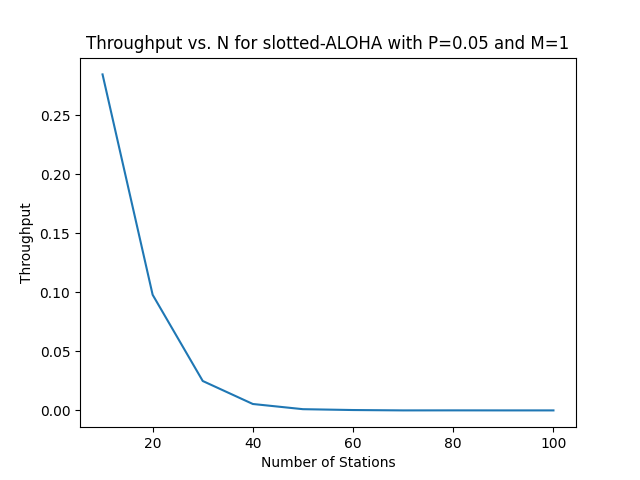 Throughput vs. N for slotted-ALOHA with P=0.05 and M=1
0.25
0.20
0.15
0.10
0.05
0.00
Throughput
20 40 60 80 100
Number of Stations